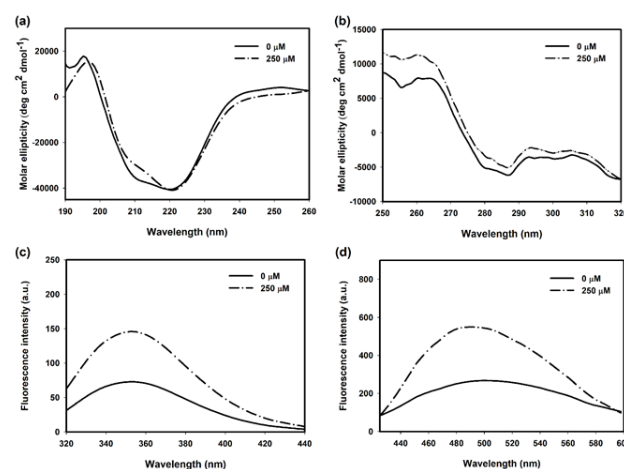 (a)
0 μM
250 μM
Molar ellipticity (deg cm² dmol⁻¹)
20000
0
-20000
-40000
190 200 210 220 230 240 250 260
Wavelength (nm)
(b)
0 μM
250 μM
Molar ellipticity (deg cm² dmol⁻¹)
15000
10000
5000
0
-5000
-10000
250 260 270 280 290 300 310 320
Wavelength (nm)
(c)
0 μM
250 μM
Fluorescence intensity (a.u.)
250
200
150
100
50
0
320 340 360 380 400 420 440
Wavelength (nm)
(d)
0 μM
250 μM
Fluorescence intensity (a.u.)
800
600
400
200
0
440 460 480 500 520 540 560 580 600
Wavelength (nm)